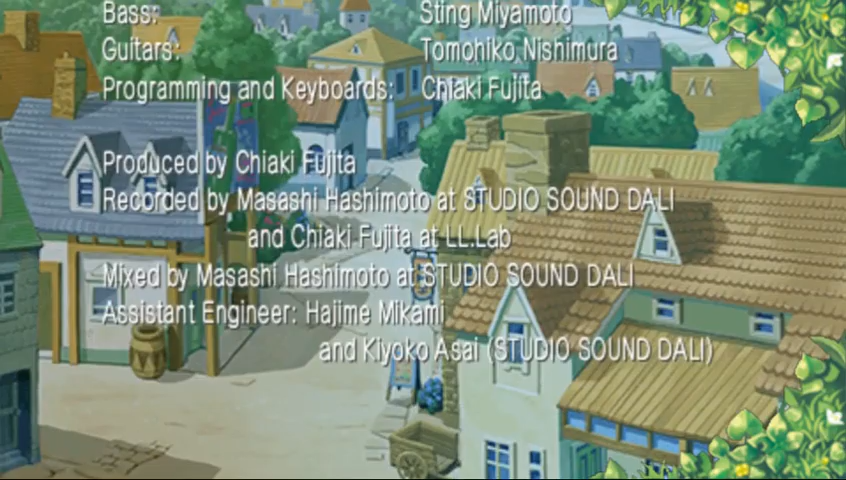 Bass: Sting Miyamoto
Guitars: Tomohiko Nishimura
Programming and Keyboards: Chiaki Fujita
Produced by Chiaki Fujita
Recorded by Masashi Hashimoto at STUDIO SOUND DALI
and Chiaki Fujita at LL.Lab
Mixed by Masashi Hashimoto at STUDIO SOUND DALI
Assistant Engineer: Hajime Mikami
and Kiyoko Asai (STUDIO SOUND DALI)